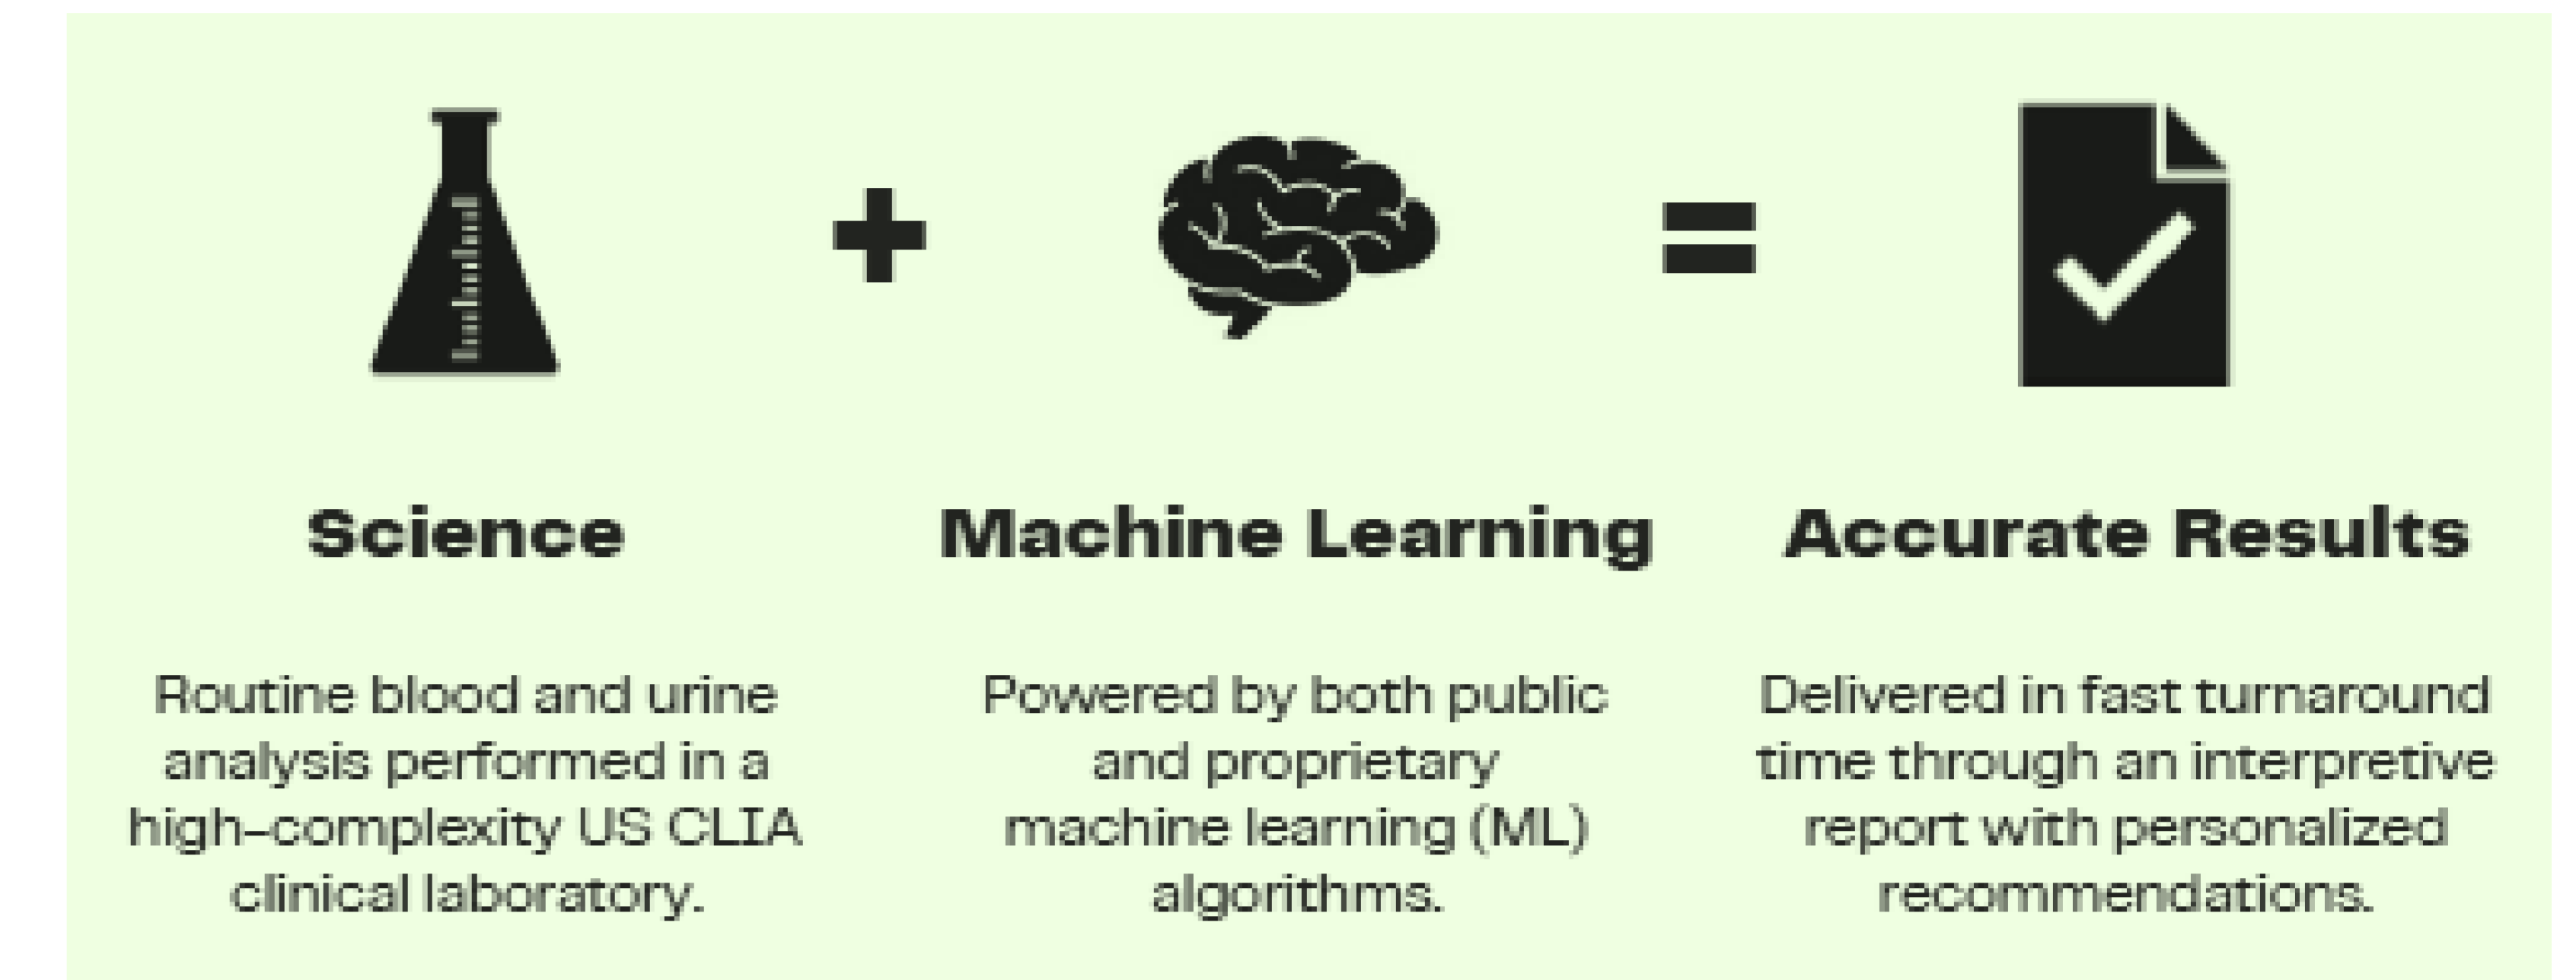 +
=
Science
Machine Learning
Accurate Results
Routine blood and urine
analysis performed in a
high-complexity US CLIA
clinical laboratory.
Powered by both public
and proprietary
machine learning (ML)
algorithms.
Delivered in fast turnaround
time through an interpretive
report with personalized
recommendations.